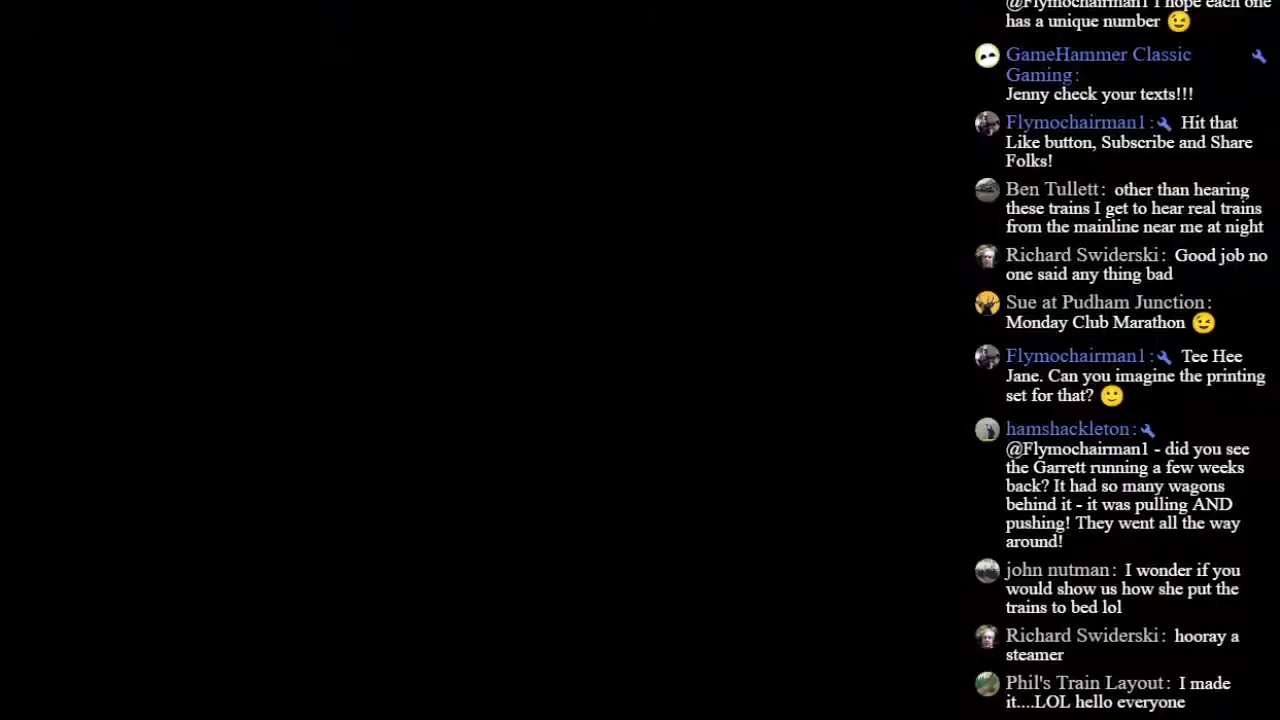 @Flymochairman1 I hope each one
has a unique number 😉
GameHammer Classic
Gaming:
Jenny check your texts!!!
Flymochairman1: Hit that
Like button, Subscribe and Share
Folks!
Ben Tullett: other than hearing
these trains I get to hear real trains
from the mainline near me at night
Richard Swiderski: Good job no
one said any thing bad
Sue at Pudham Junction:
Monday Club Marathon 😉
Flymochairman1: Tee Hee
Jane. Can you imagine the printing
set for that? 🙂
hamshackleton:
@Flymochairman1 - did you see
the Garrett running a few weeks
back? It had so many wagons
behind it - it was pulling AND
pushing! They went all the way
around!
john nutman: I wonder if you
would show us how she put the
trains to bed lol
Richard Swiderski: hooray a
steamer
Phil's Train Layout: I made
it....LOL hello everyone